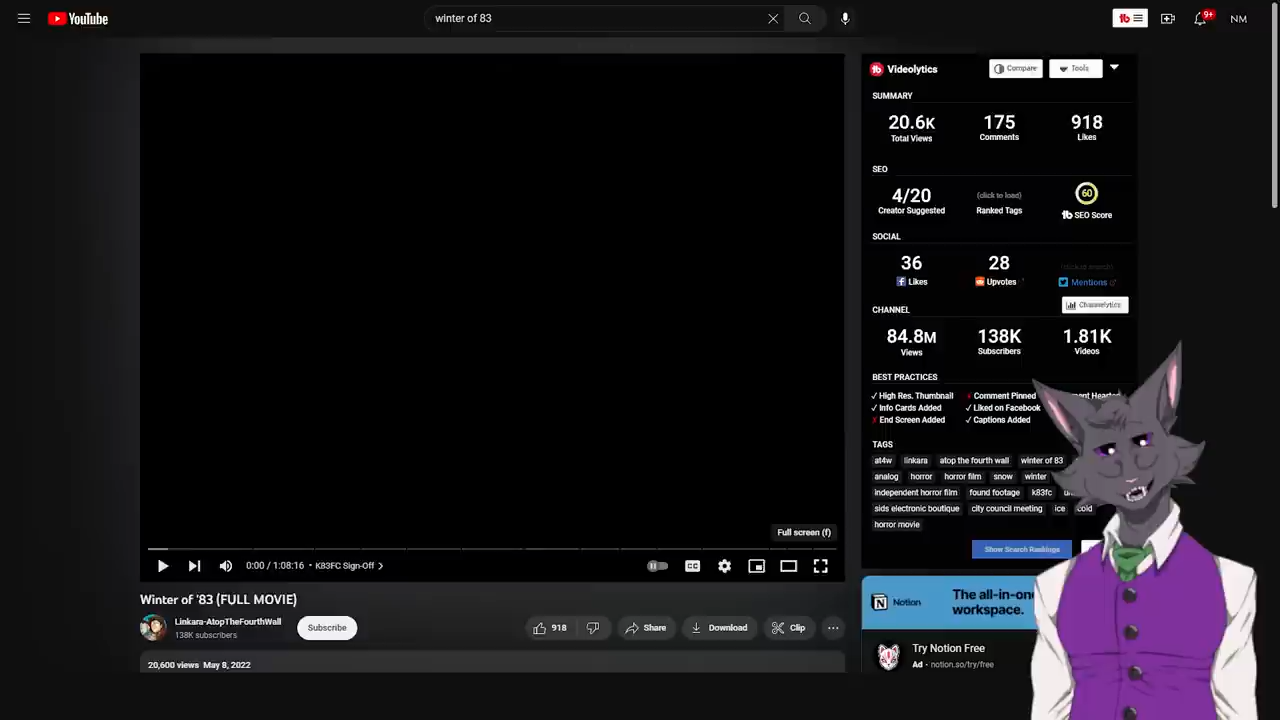 YouTube
winter of 83
9+
NM
Videolytics
Compare
Tools
SUMMARY
20.6K
175
918
Total Views
Comments
Likes
SEO
4/20
(click to load)
60
Creator Suggested
Ranked Tags
tb SEO Score
SOCIAL
36
28
Likes
Upvotes
Mentions
CHANNEL
Channelytics
84.8M
138K
1.81K
Views
Subscribers
Videos
BEST PRACTICES
✓ High Res. Thumbnail
✗ Comment Pinned
✓ Info Cards Added
✓ Liked on Facebook
✗ End Screen Added
✓ Captions Added
TAGS
at4w linkara atop the fourth wall winter of 83
analog horror horror film snow winter
independent horror film found footage k83fc
sids electronic boutique city council meeting ice cold
horror movie
Show Search Rankings
Full screen (f)
0:00 / 1:08:16 • K83FC Sign-Off
CC
Winter of '83 (FULL MOVIE)
Linkara-AtopTheFourthWall
138K subscribers
Subscribe
918
Share
Download
Clip
20,600 views May 8, 2022
Notion
The all-in-one
workspace.
Try Notion Free
Ad · notion.so/try/free